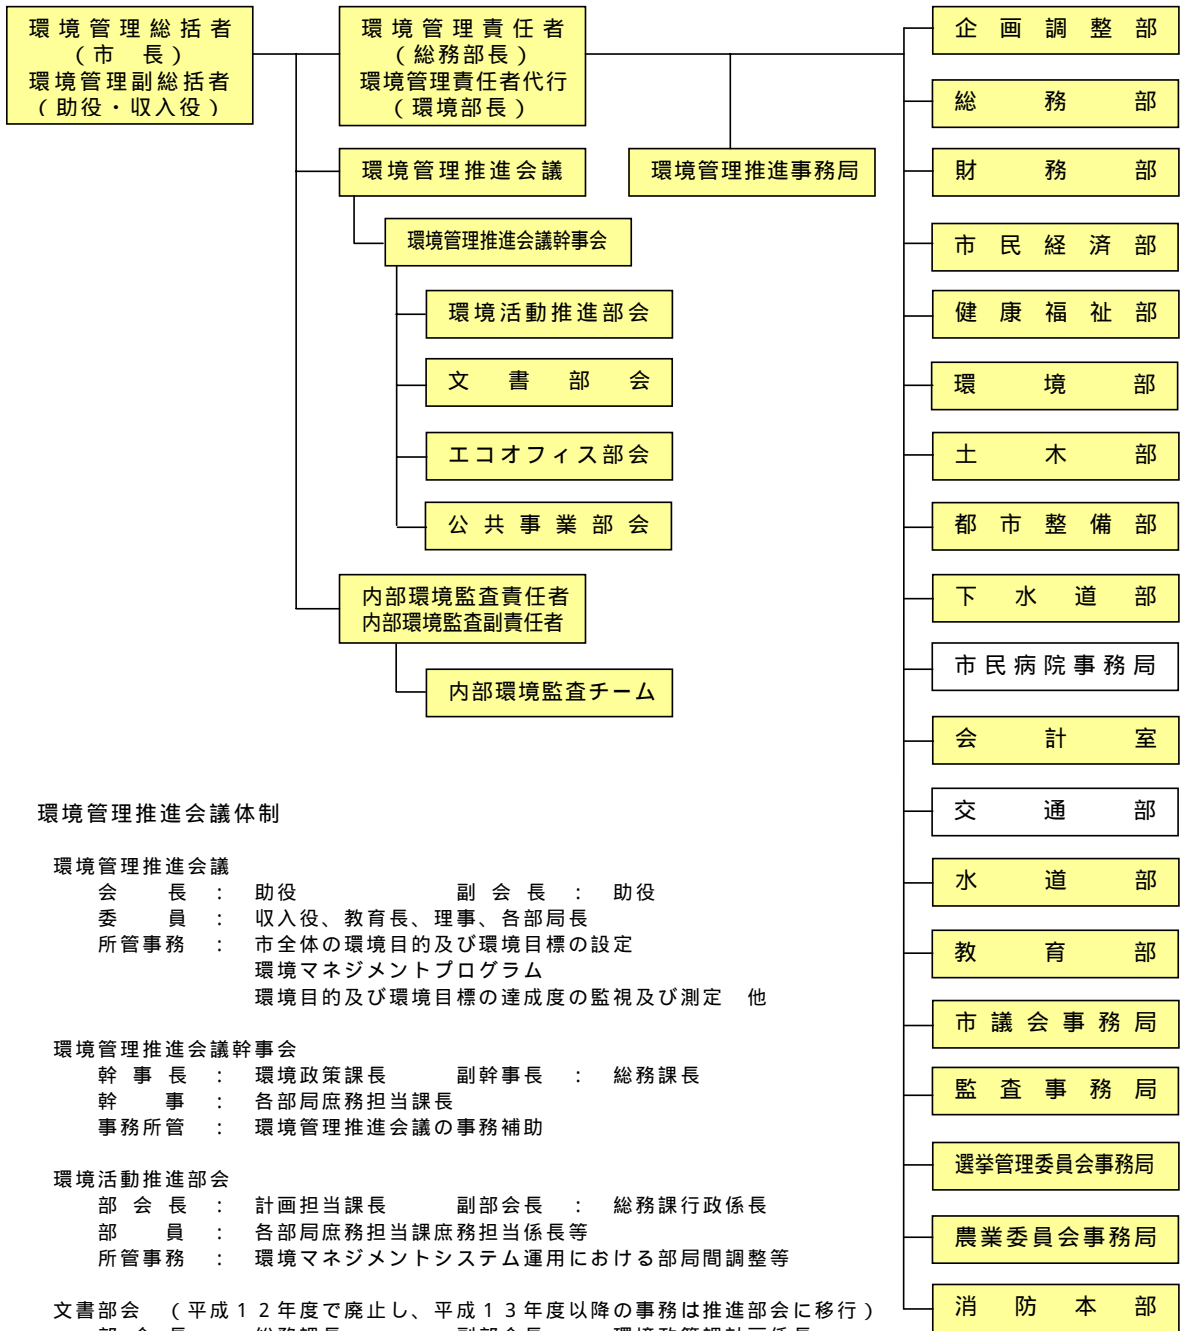 環境管理総括者
(市 長)
環境管理副総括者
(助役・収入役)
環境管理責任者
(総務部長)
環境管理責任者代行
(環境部長)
環境管理推進会議
環境管理推進事務局
環境管理推進会議幹事会
環境活動推進部会
文書部会
エコオフィス部会
公共事業部会
内部環境監査責任者
内部環境監査副責任者
内部環境監査チーム
企画調整部
総務部
財務部
市民経済部
健康福祉部
環境部
土木部
都市整備部
下水道部
市民病院事務局
会計室
交通部
水道部
教育部
市議会事務局
監査事務局
選挙管理委員会事務局
農業委員会事務局
消防本部
環境管理推進会議体制
環境管理推進会議
会長 : 助役 副会長 : 助役
委員 : 収入役、教育長、理事、各部局長
所管事務 : 市全体の環境目的及び環境目標の設定
環境マネジメントプログラム
環境目的及び環境目標の達成度の監視及び測定 他
環境管理推進会議幹事会
幹事長 : 環境政策課長 副幹事長 : 総務課長
幹事 : 各部局庶務担当課長
事務所管 : 環境管理推進会議の事務補助
環境活動推進部会
部会長 : 計画担当課長 副部会長 : 総務課行政係長
部員 : 各部局庶務担当課庶務担当係長等
所管事務 : 環境マネジメントシステム運用における部局間調整等
文書部会 (平成12年度で廃止し、平成13年度以降の事務は推進部会に移行)